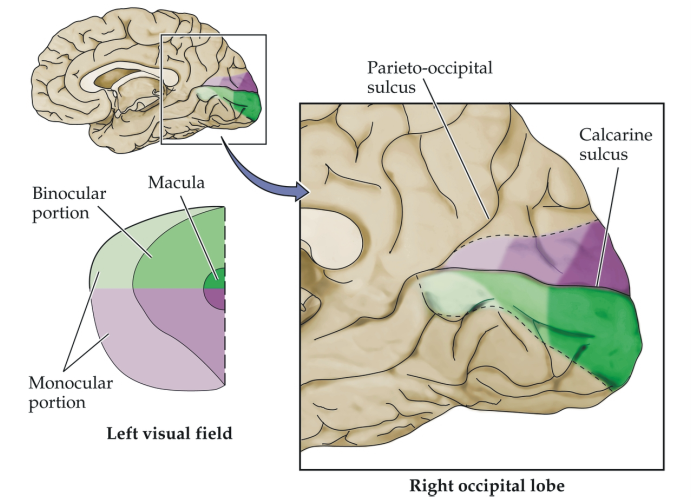 Parieto-occipital
sulcus
Calcarine
sulcus
Binocular
portion
Macula
Monocular
portion
Left visual field
Right occipital lobe